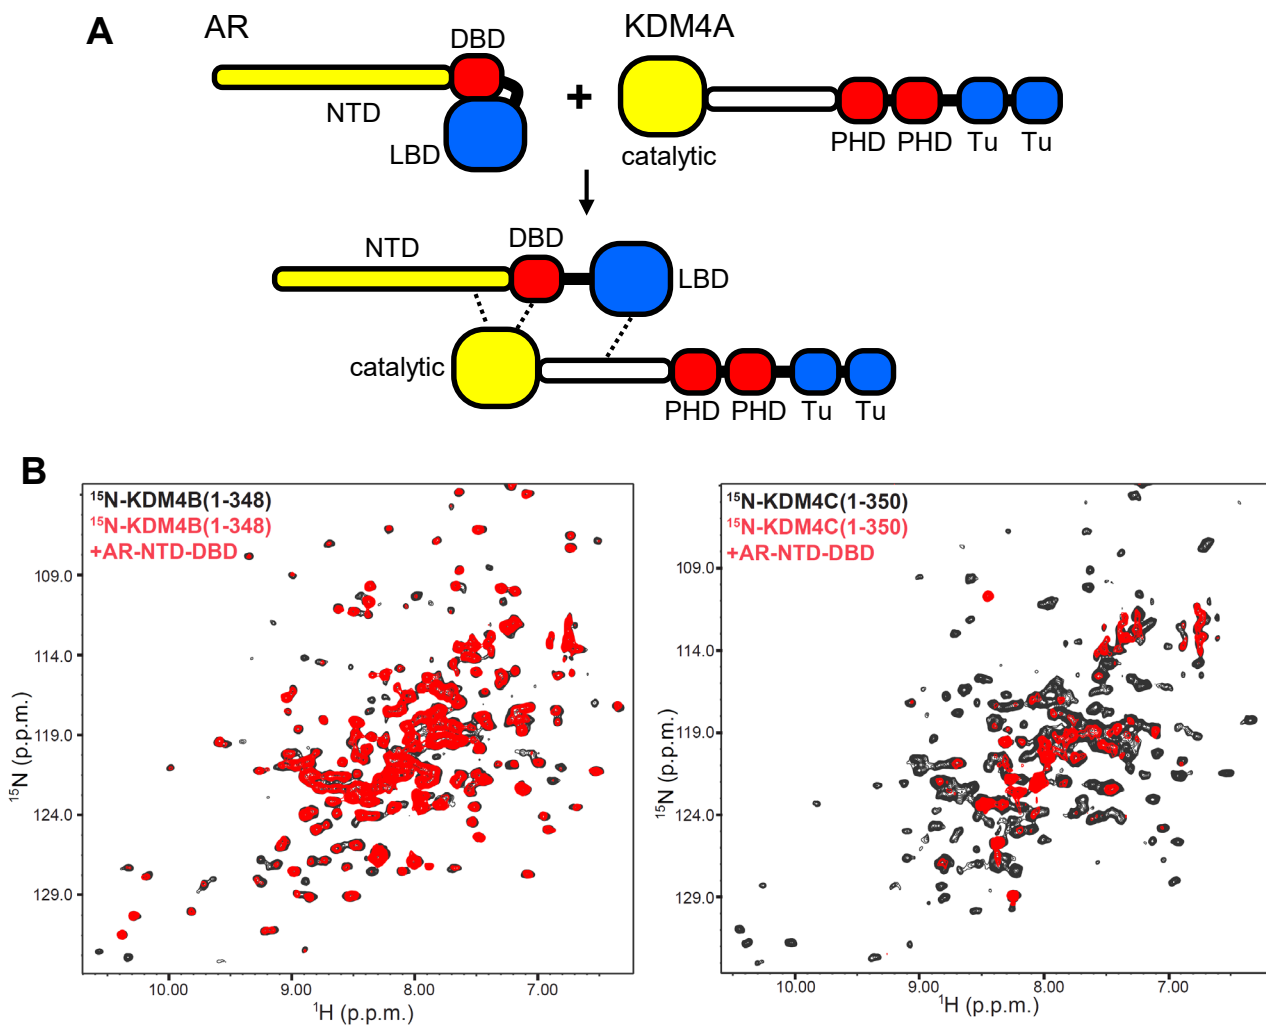 A
AR
KDM4A
DBD
NTD
LBD
+
catalytic
PHD PHD Tu Tu
NTD
DBD
LBD
catalytic
PHD PHD Tu Tu
B
¹⁵N-KDM4B(1-348)
¹⁵N-KDM4B(1-348)
+AR-NTD-DBD
109.0
114.0
119.0
124.0
129.0
¹⁵N (p.p.m.)
10.00 9.00 8.00 7.00
¹H (p.p.m.)
¹⁵N-KDM4C(1-350)
¹⁵N-KDM4C(1-350)
+AR-NTD-DBD
109.0
114.0
119.0
124.0
129.0
¹⁵N (p.p.m.)
10.00 9.00 8.00 7.00
¹H (p.p.m.)